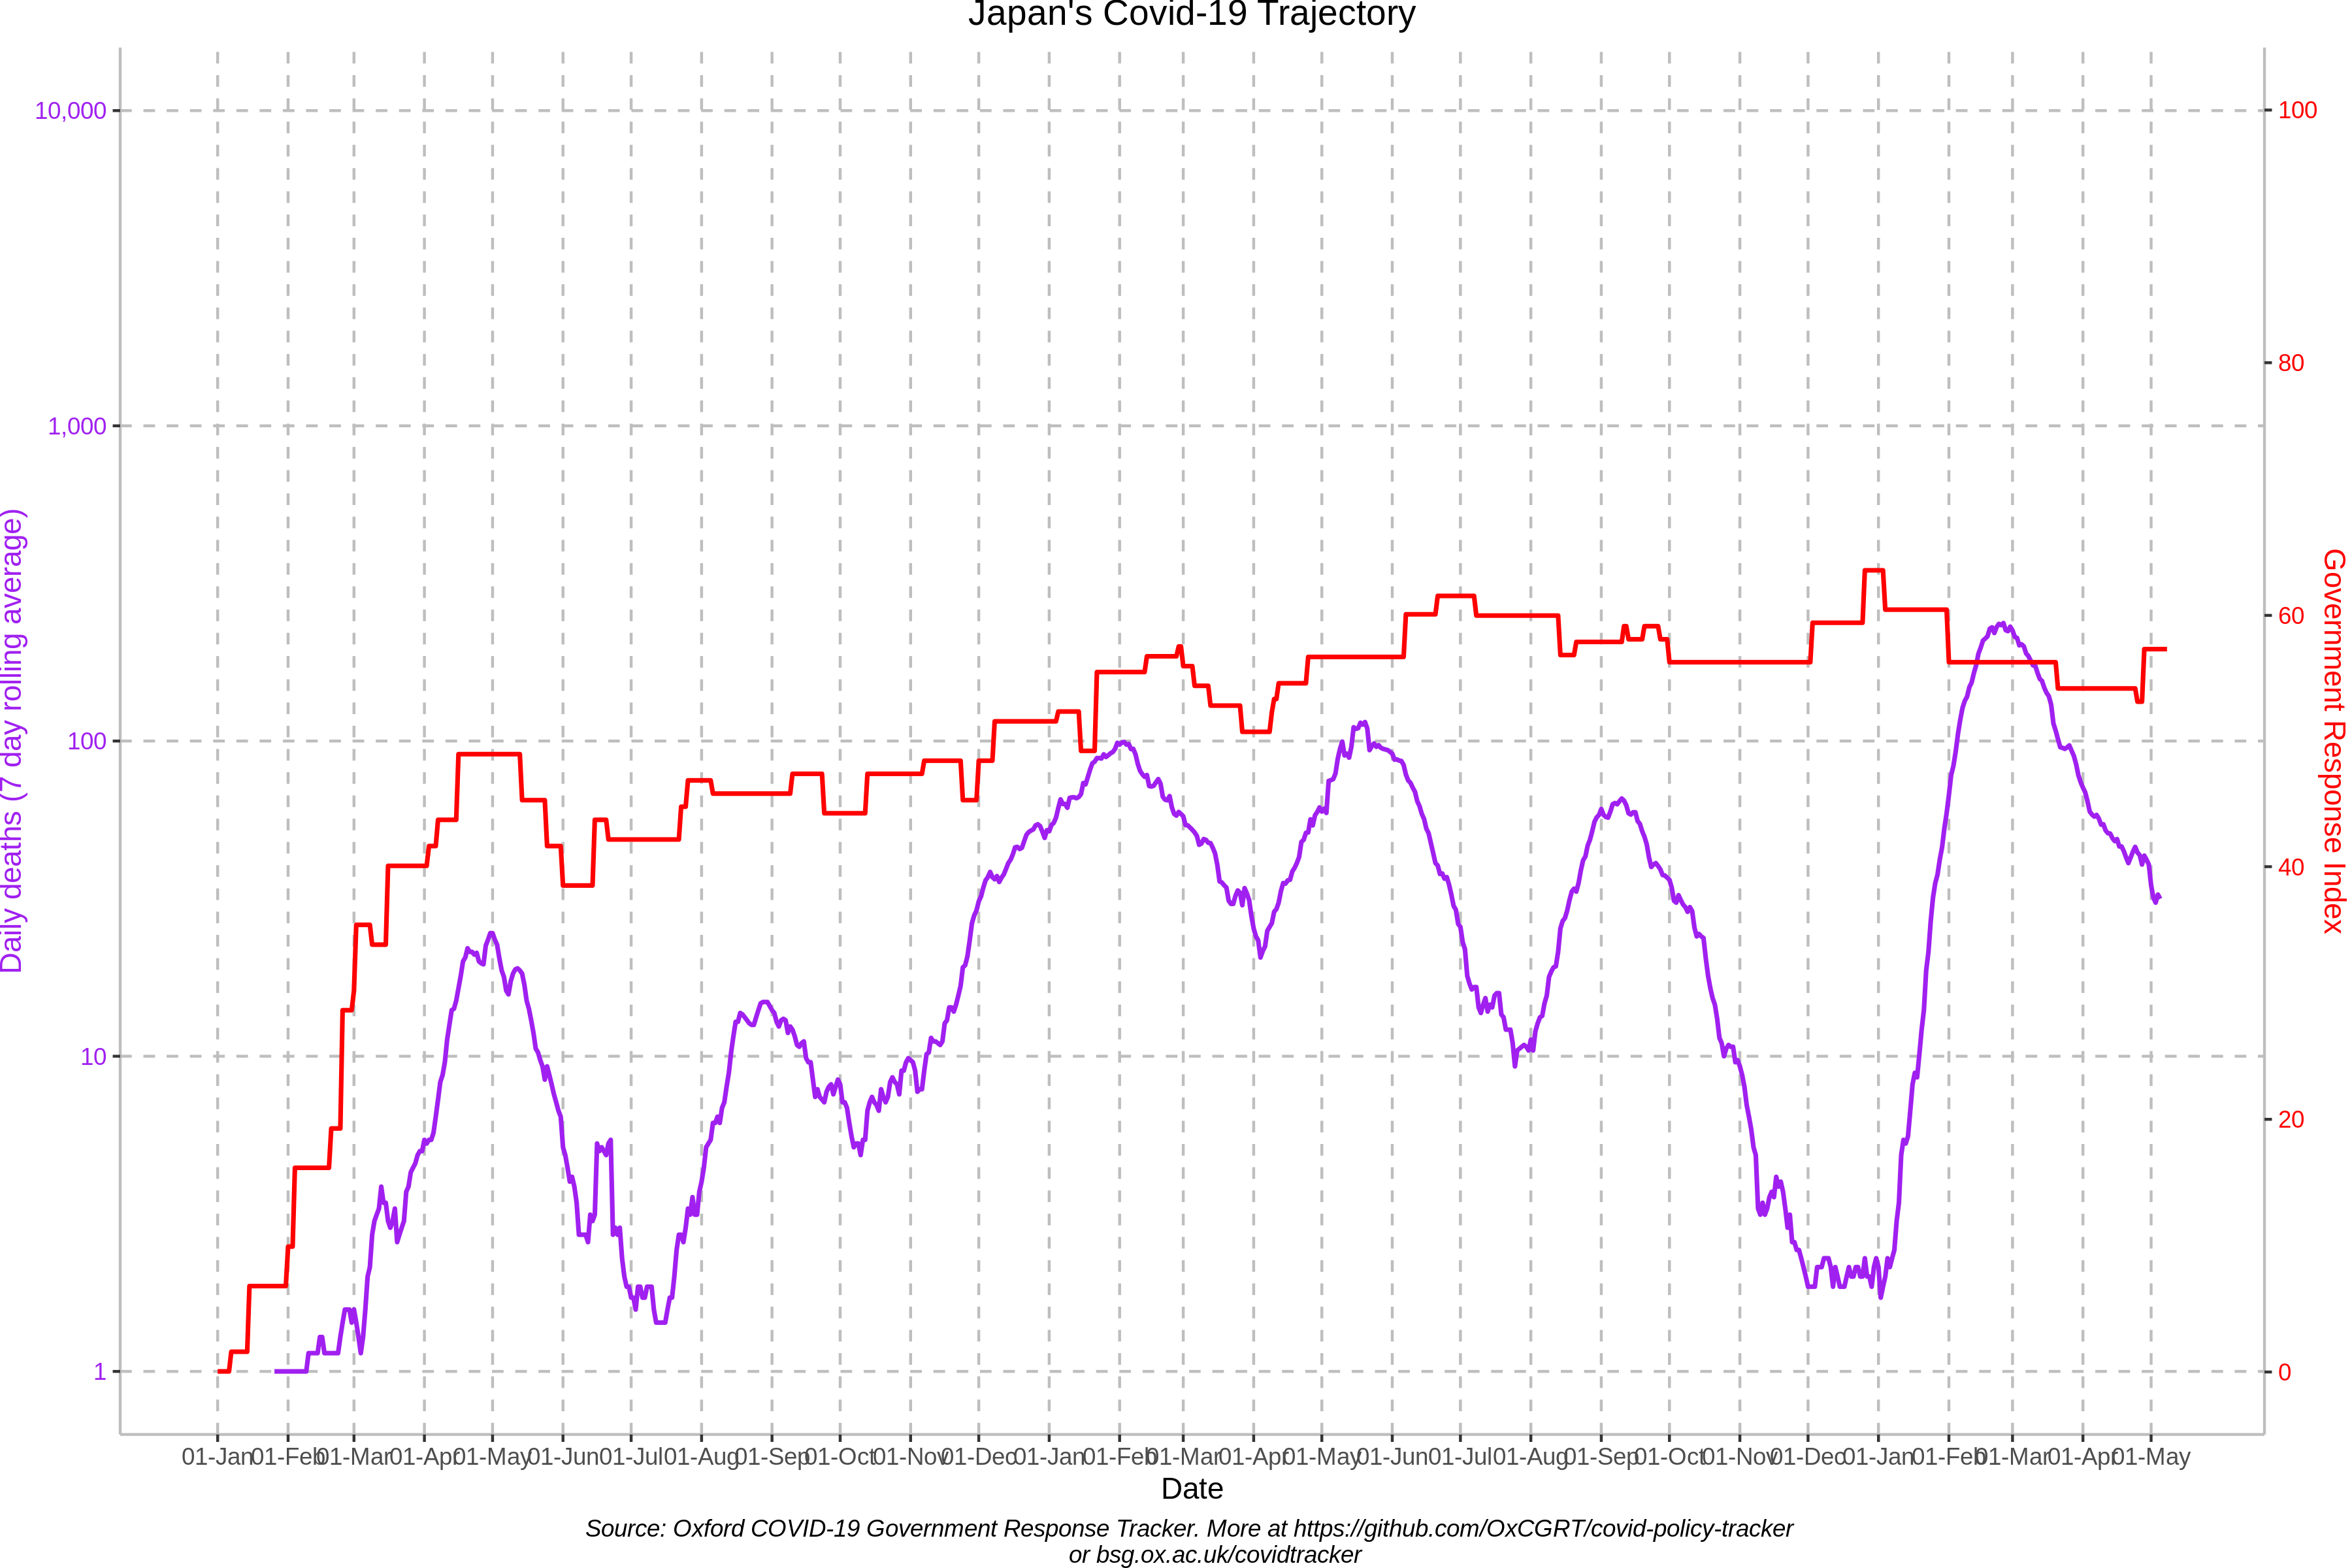 Japan's Covid-19 Trajectory
10,000
1,000
100
10
1
Daily deaths (7 day rolling average)
100
80
60
40
20
0
Government Response Index
01-Jan 01-Feb 01-Mar 01-Apr 01-May 01-Jun 01-Jul 01-Aug 01-Sep 01-Oct 01-Nov 01-Dec 01-Jan 01-Feb 01-Mar 01-Apr 01-May 01-Jun 01-Jul 01-Aug 01-Sep 01-Oct 01-Nov 01-Dec 01-Jan 01-Feb 01-Mar 01-Apr 01-May
Date
Source: Oxford COVID-19 Government Response Tracker. More at https://github.com/OxCGRT/covid-policy-tracker
or bsg.ox.ac.uk/covidtracker